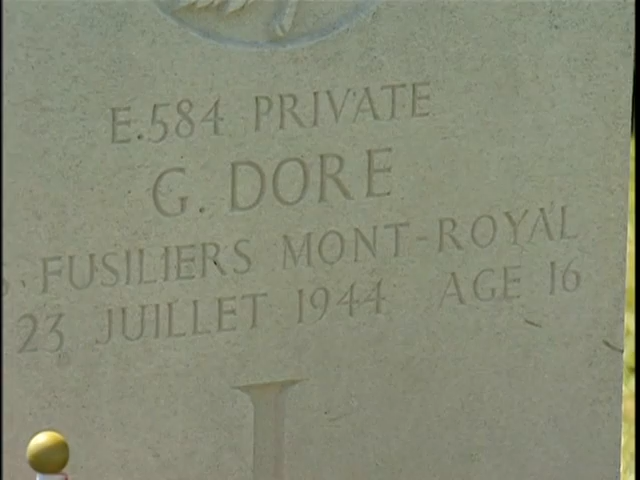 E.584 PRIVATE
G. DORE
S. FUSILIERS MONT-ROYAL
23 JUILLET 1944 AGE 16